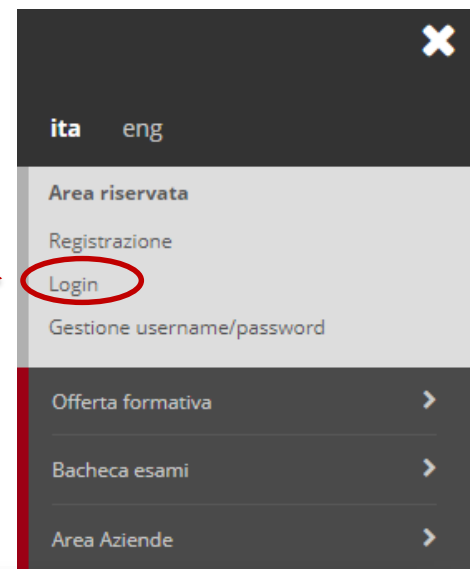 ita eng
Area riservata
Registrazione
Login
Gestione username/password
Offerta formativa
Bacheca esami
Area Aziende